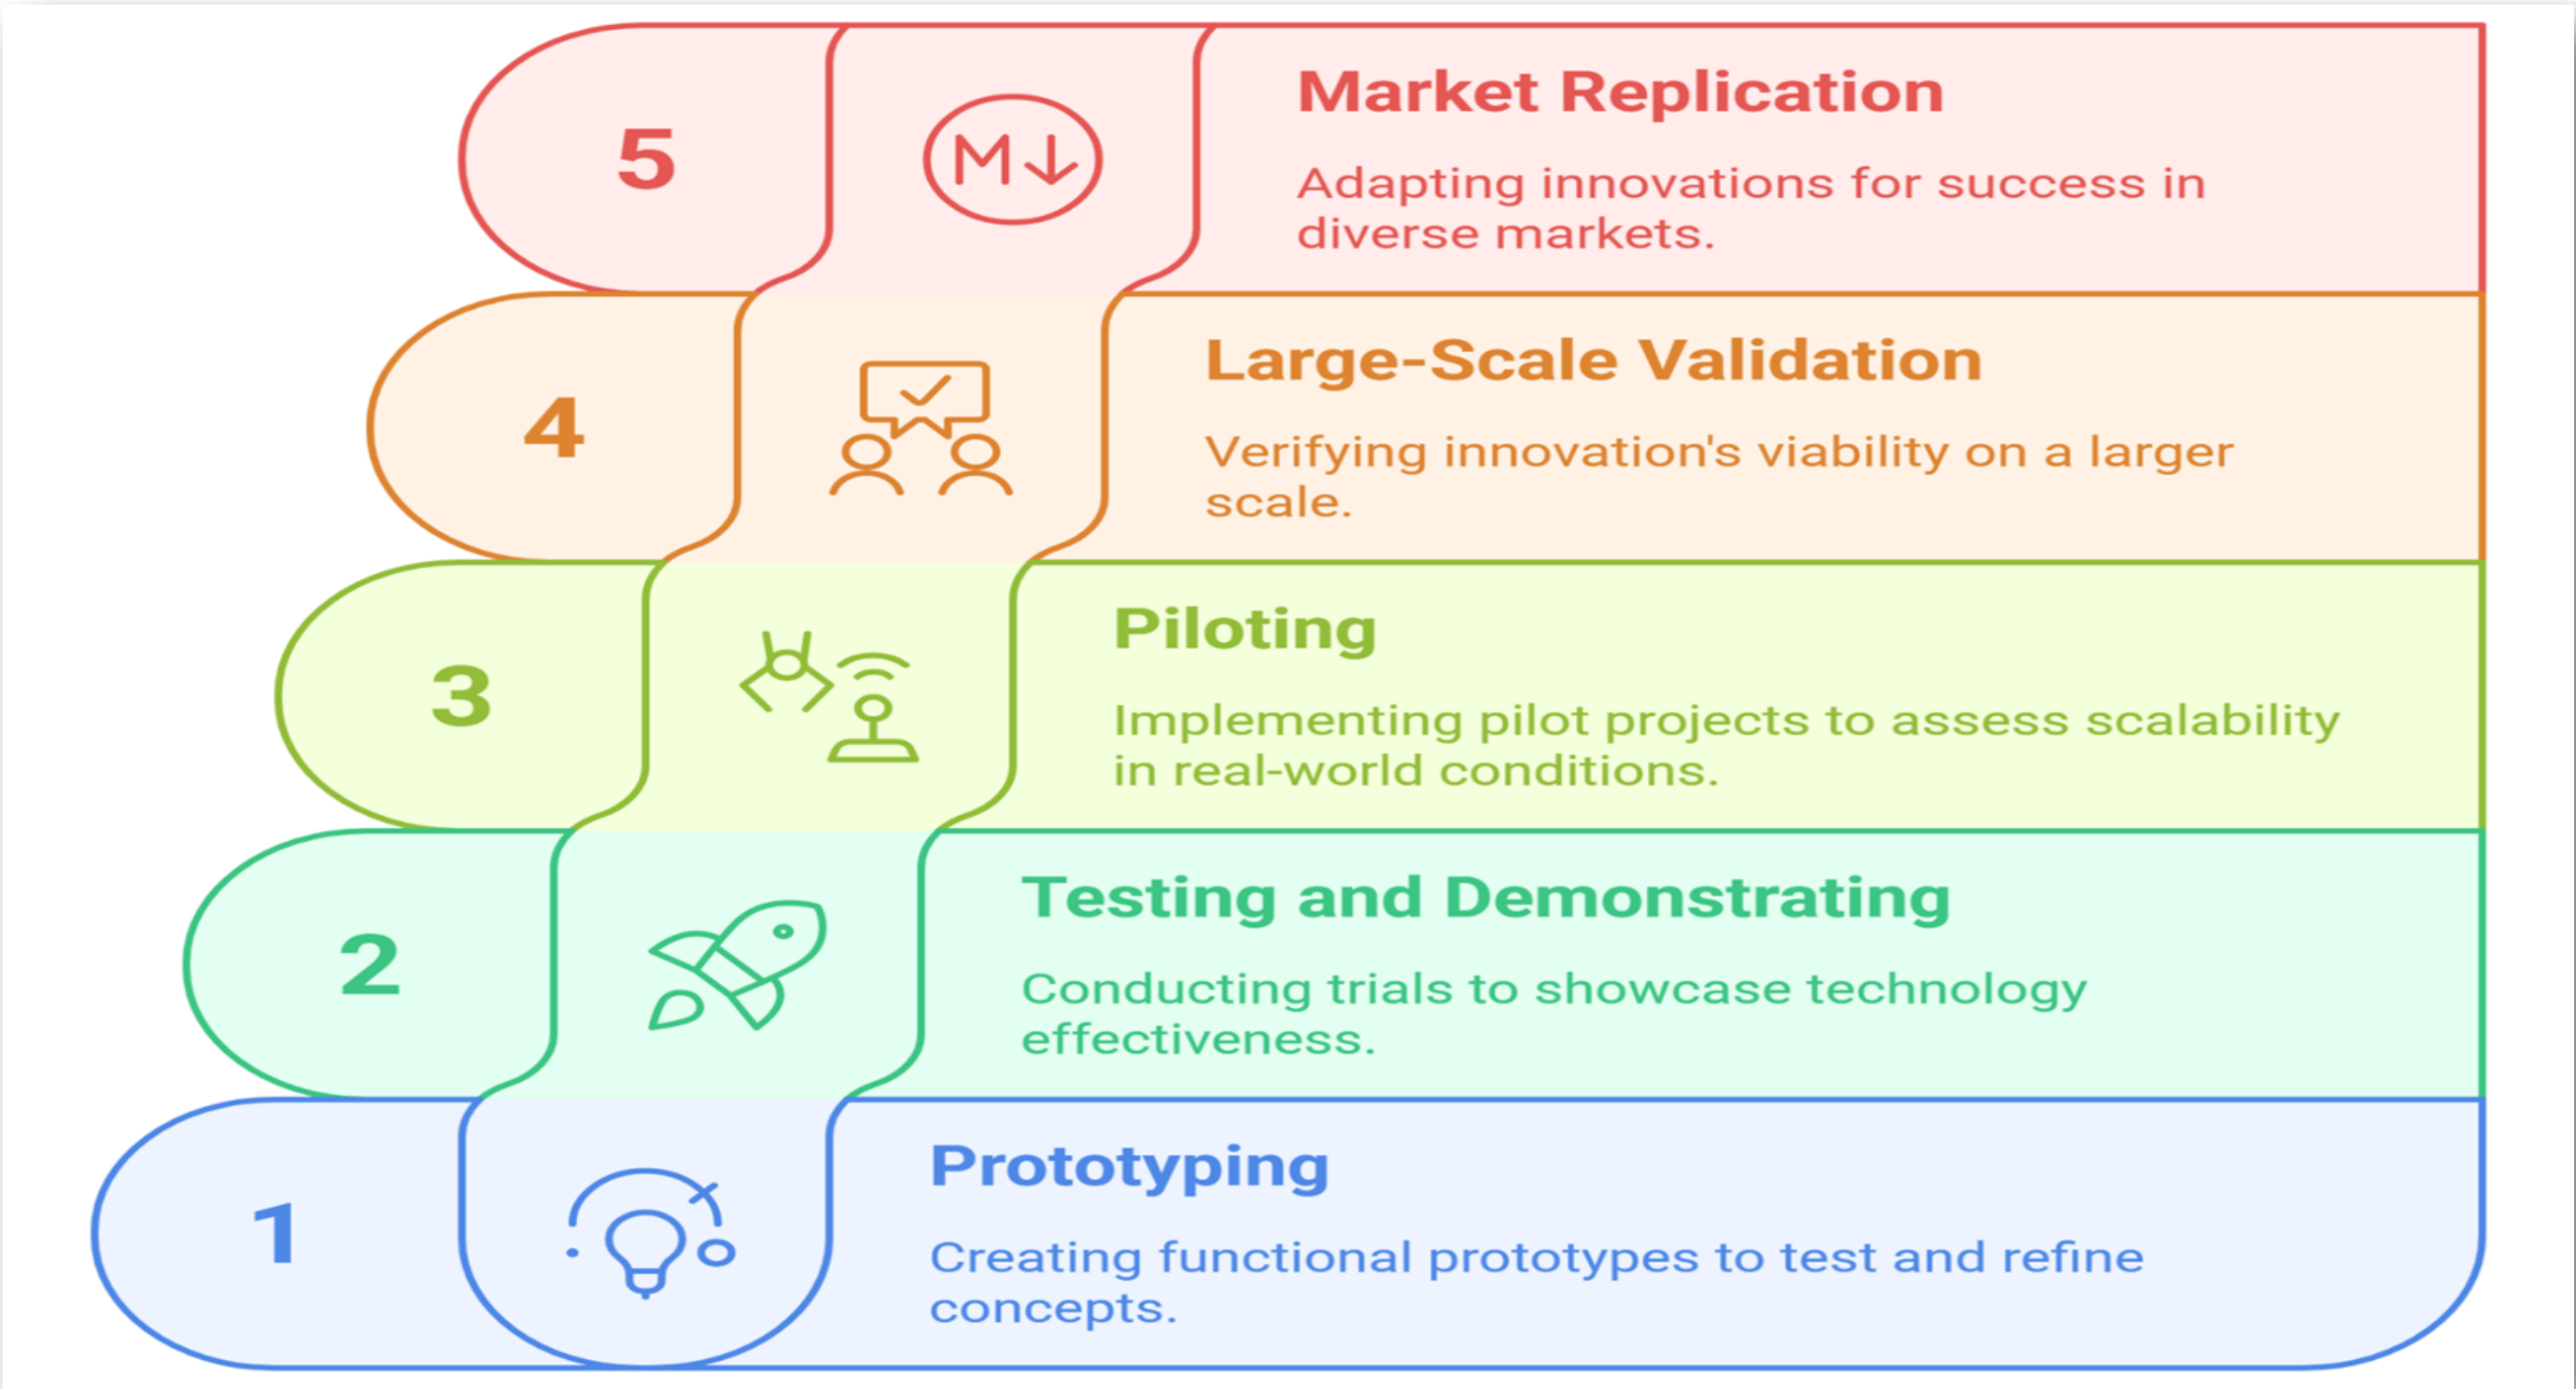 5
M↓
Market Replication
Adapting innovations for success in
diverse markets.
4
Large-Scale Validation
Verifying innovation's viability on a larger
scale.
3
Piloting
Implementing pilot projects to assess scalability
in real-world conditions.
2
Testing and Demonstrating
Conducting trials to showcase technology
effectiveness.
1
Prototyping
Creating functional prototypes to test and refine
concepts.